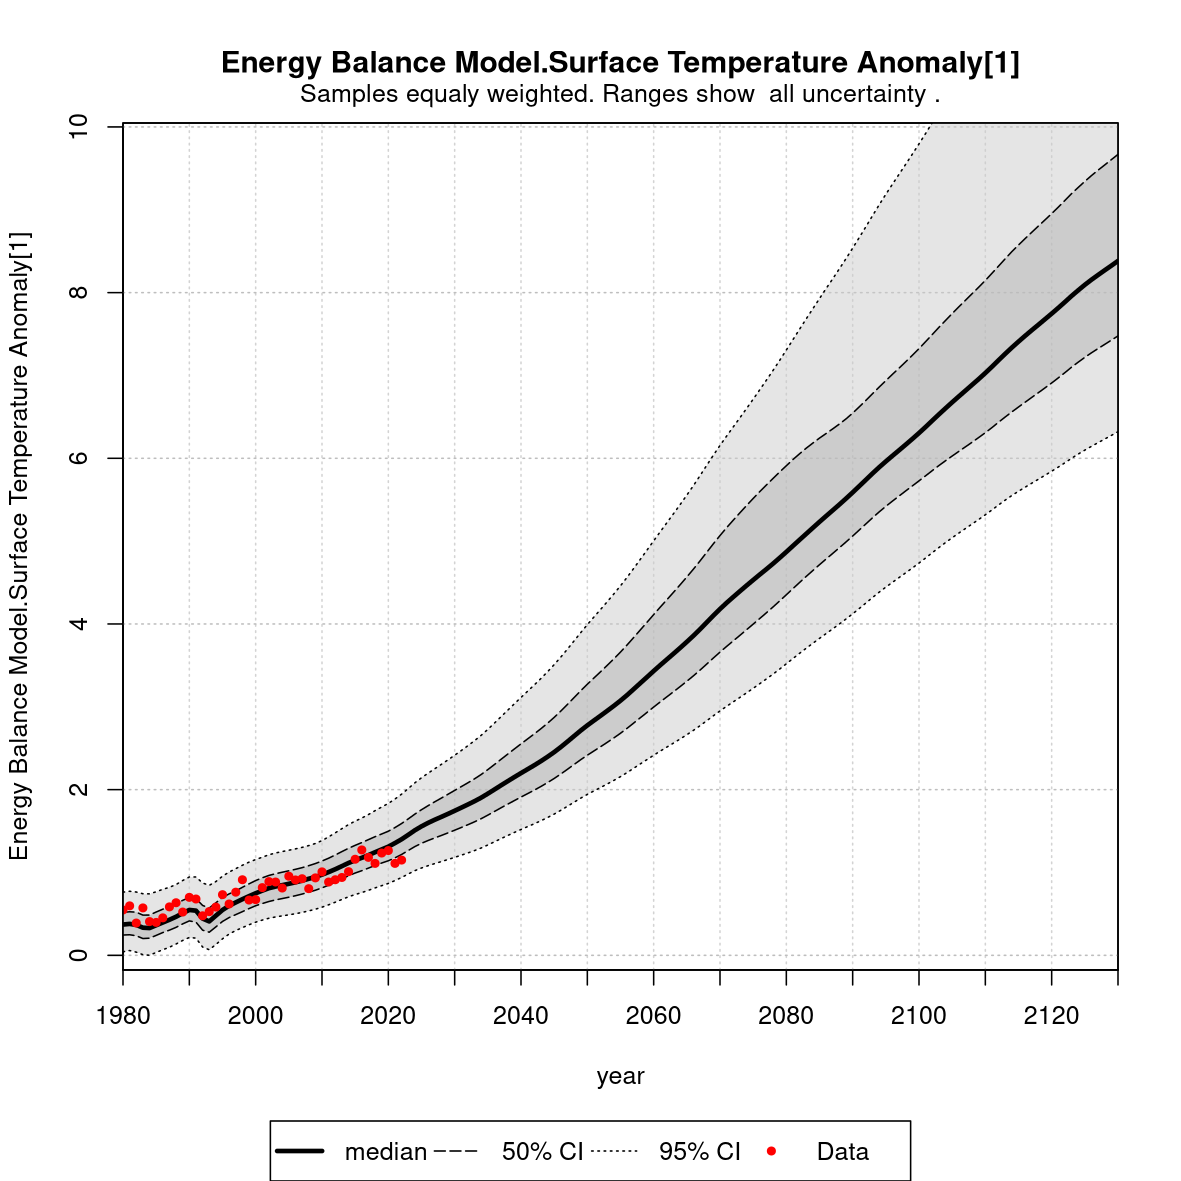 Energy Balance Model.Surface Temperature Anomaly[1]
Samples equaly weighted. Ranges show  all uncertainty .
Energy Balance Model.Surface Temperature Anomaly[1]
10
8
6
4
2
0
1980 2000 2020 2040 2060 2080 2100 2120
year
median 50% CI 95% CI Data